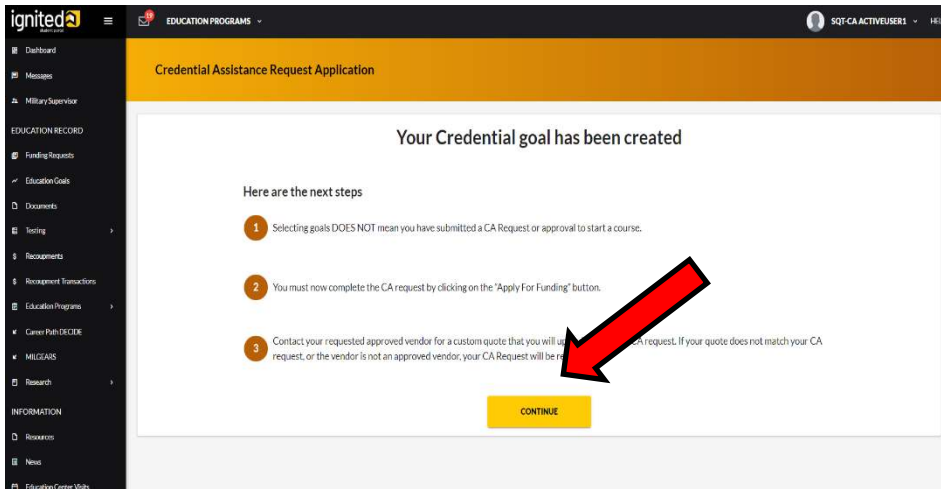 ignited
student portal
19
EDUCATION PROGRAMS
SQT-CA ACTIVEUSER1
HEL
Dashboard
Messages
Military Supervisor
EDUCATION RECORD
Funding Requests
Education Goals
Documents
Testing
$ Recoupments
$ Recoupment Transactions
Education Programs
Career Path DECIDE
MILGEARS
Research
INFORMATION
Resources
News
Education Center Visits
Credential Assistance Request Application
Your Credential goal has been created
Here are the next steps
1 Selecting goals DOES NOT mean you have submitted a CA Request or approval to start a course.
2 You must now complete the CA request by clicking on the "Apply For Funding" button.
3 Contact your requested approved vendor for a custom quote that you will CA request. If your quote does not match your CA
request, or the vendor is not an approved vendor, your CA Request will be
CONTINUE